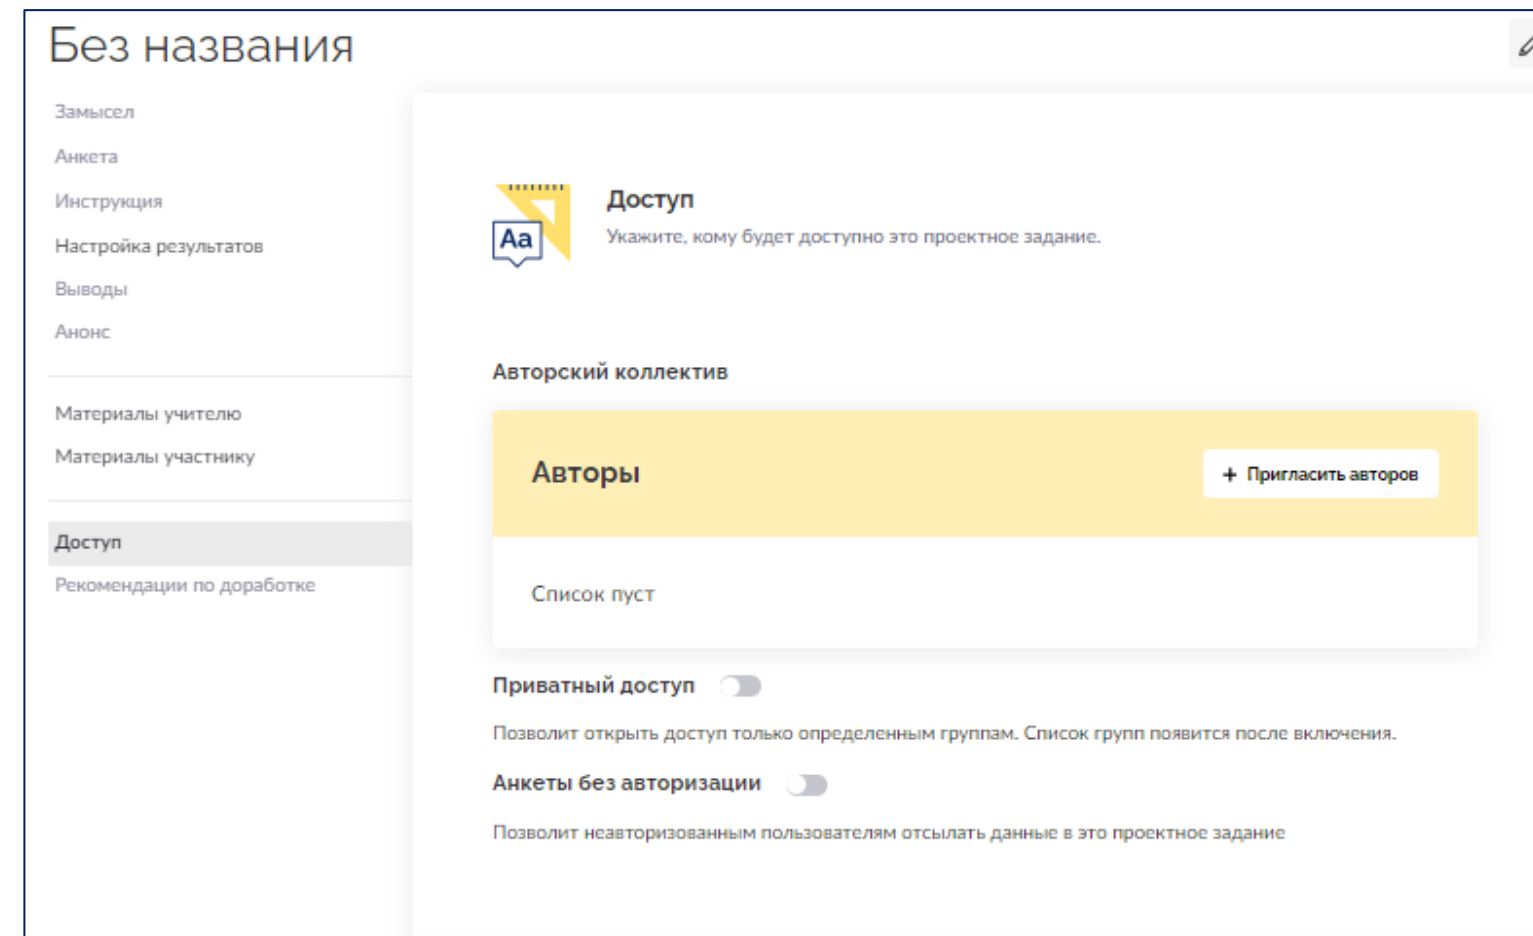 Без названия
Замысел
Анкета
Инструкция
Настройка результатов
Выводы
Анонс
Материалы учителю
Материалы участнику
Доступ
Рекомендации по доработке
Aa
Доступ
Укажите, кому будет доступно это проектное задание.
Авторский коллектив
Авторы
+ Пригласить авторов
Список пуст
Приватный доступ
Позволит открыть доступ только определенным группам. Список групп появится после включения.
Анкеты без авторизации
Позволит неавторизованным пользователям отсылать данные в это проектное задание